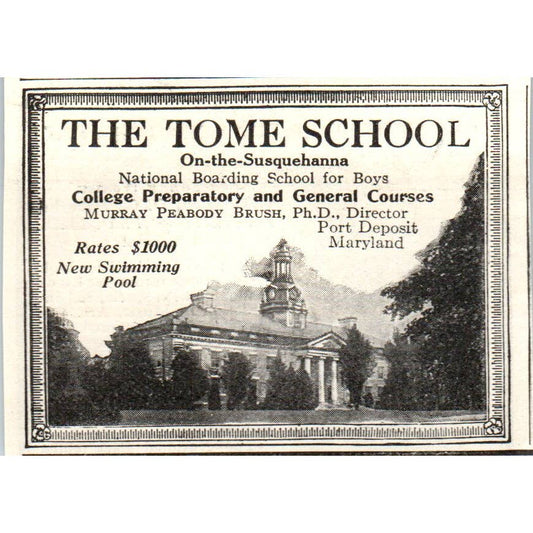 THE TOME SCHOOL
On-the-Susquehanna
National Boarding School for Boys
College Preparatory and General Courses
MURRAY PEABODY BRUSH, Ph.D., Director
Port Deposit
Maryland
Rates $1000
New Swimming
Pool